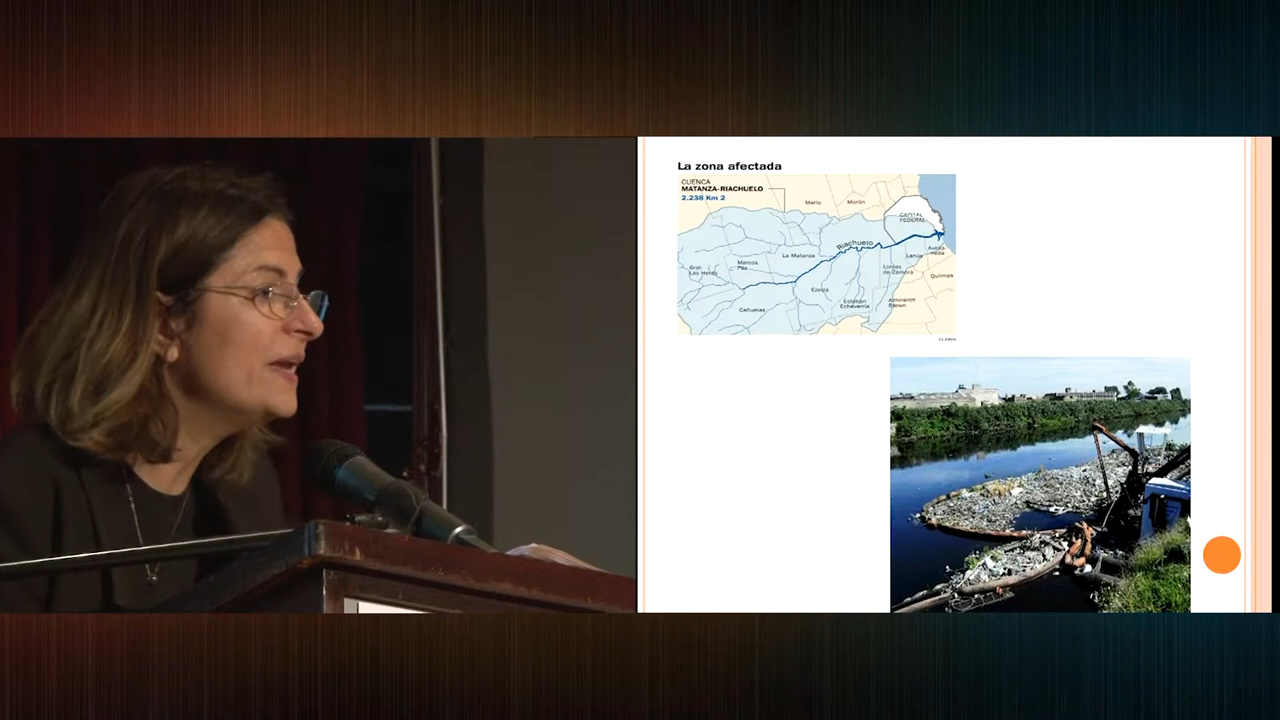 La zona afectada
CUENCA
MATANZA-RIACHUELO
2.238 Km 2
Merlo
Morón
CAPITAL
FEDERAL
Riachuelo
Avella
neda
Lanús
La Matanza
Marcos
Paz
Gral.
Las Heras
Lomas
de Zamora
Quilmes
Ezeiza
Esteban
Echeverría
Almirante
Brown
Cañuelas
CLARIN